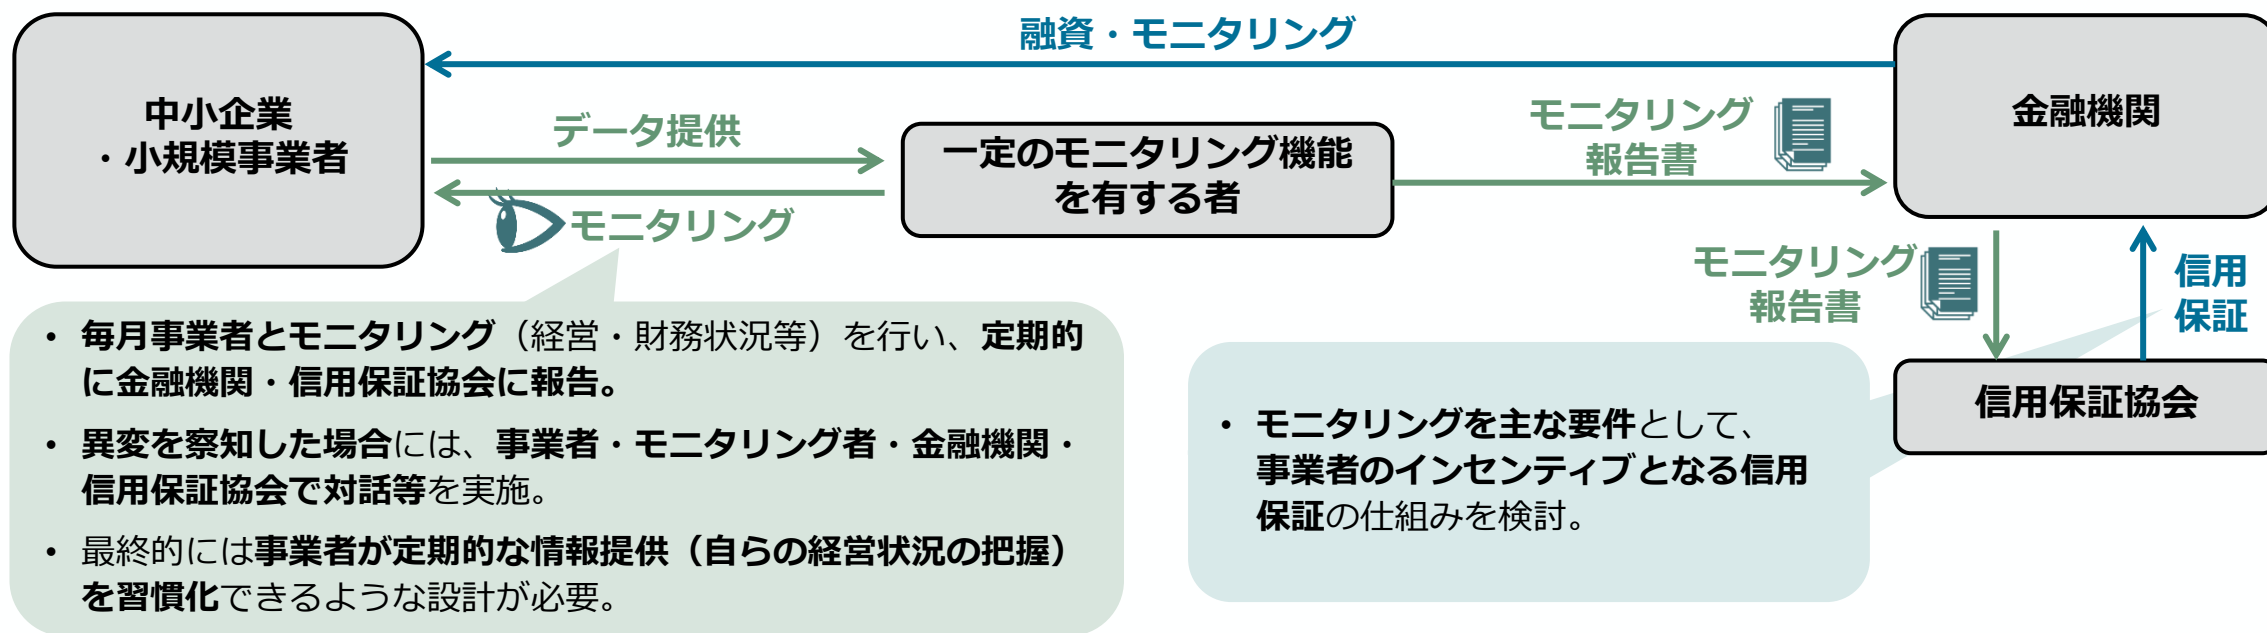 融資・モニタリング
中小企業
・小規模事業者
データ提供
モニタリング
一定のモニタリング機能
を有する者
モニタリング
報告書
金融機関
モニタリング
報告書
信用
保証
信用保証協会
• 毎月事業者とモニタリング（経営・財務状況等）を行い、定期的
に金融機関・信用保証協会に報告。
• 異変を察知した場合には、事業者・モニタリング者・金融機関・
信用保証協会で対話等を実施。
• 最終的には事業者が定期的な情報提供（自らの経営状況の把握）
を習慣化できるような設計が必要。
• モニタリングを主な要件として、
事業者のインセンティブとなる信用
保証の仕組みを検討。